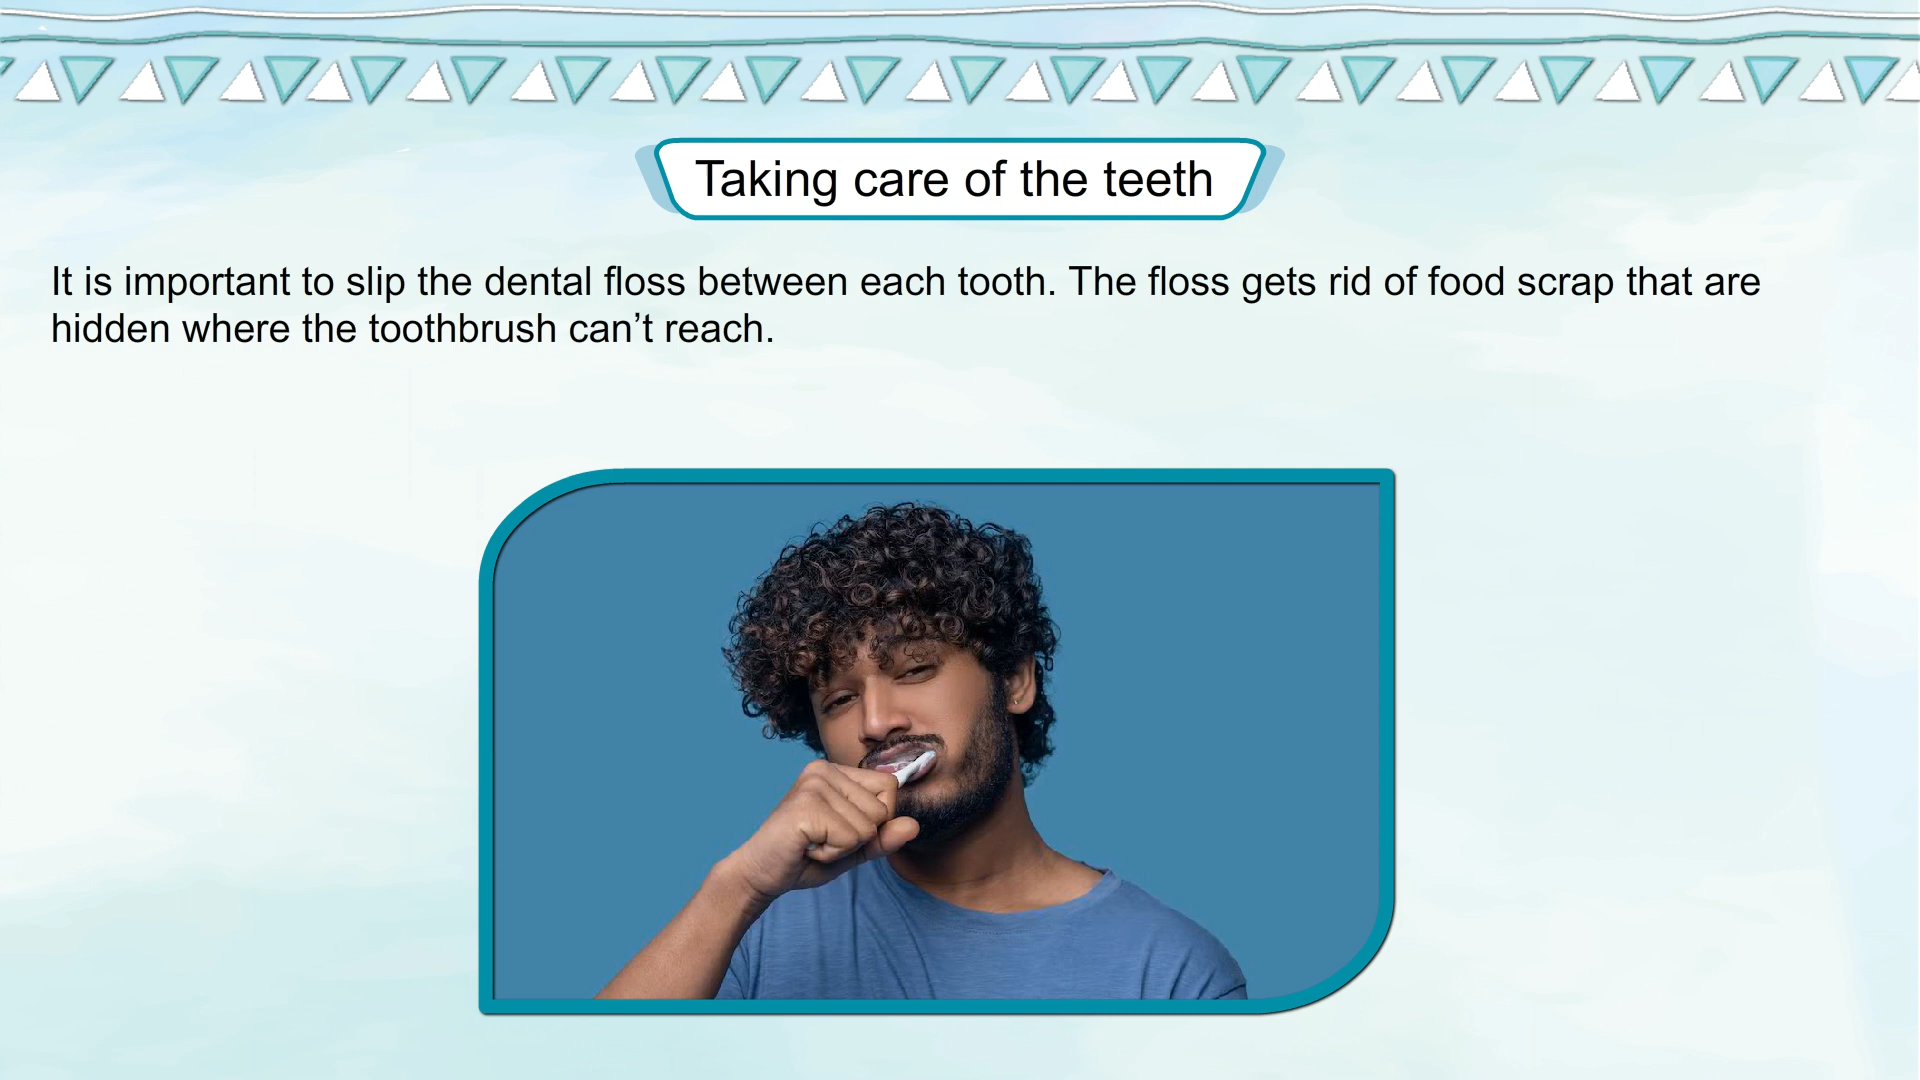 Taking care of the teeth
It is important to slip the dental floss between each tooth. The floss gets rid of food scrap that are
hidden where the toothbrush can’t reach.